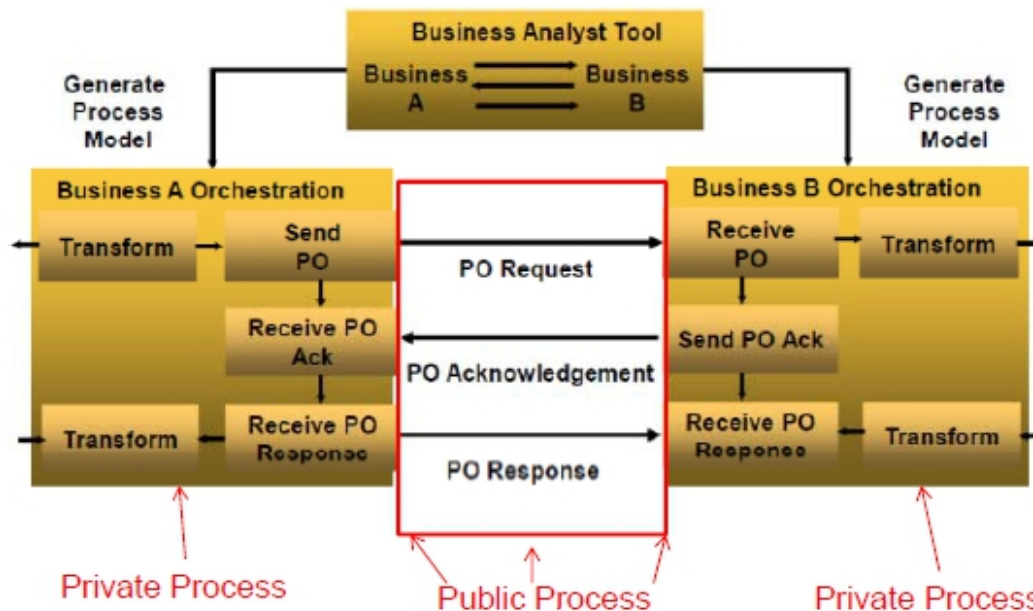 Business Analyst Tool
Business
A
Business
B
Generate
Process
Model
Generate
Process
Model
Business A Orchestration
Transform
Send
PO
Receive PO
Ack
Transform
Receive PO
Response
PO Request
PO Acknowledgement
PO Response
Business B Orchestration
Receive
PO
Transform
Send PO Ack
Receive PO
Response
Transform
Private Process
Public Process
Private Process